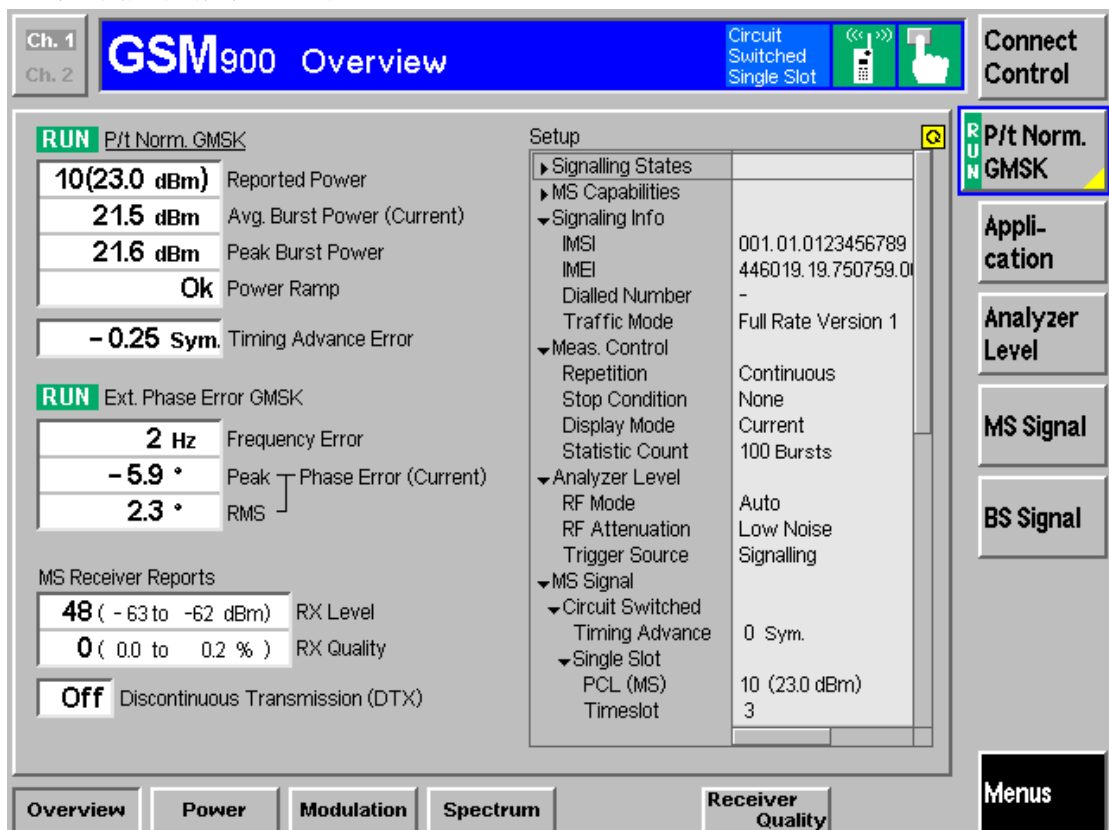 Ch. 1
Ch. 2
GSM900 Overview
Circuit
Switched
Single Slot
Connect
Control
RUN P/t Norm. GMSK
10(23.0 dBm) Reported Power
21.5 dBm Avg. Burst Power (Current)
21.6 dBm Peak Burst Power
Ok Power Ramp
- 0.25 Sym. Timing Advance Error
RUN Ext. Phase Error GMSK
2 Hz Frequency Error
- 5.9 ° Peak Phase Error (Current)
2.3 ° RMS
MS Receiver Reports
48 ( - 63 to -62 dBm) RX Level
0 ( 0.0 to 0.2 % ) RX Quality
Off Discontinuous Transmission (DTX)
Setup
Signalling States
MS Capabilities
Signaling Info
IMSI 001.01.0123456789
IMEI 446019.19.750759.0
Dialled Number -
Traffic Mode Full Rate Version 1
Meas. Control
Repetition Continuous
Stop Condition None
Display Mode Current
Statistic Count 100 Bursts
Analyzer Level
RF Mode Auto
RF Attenuation Low Noise
Trigger Source Signalling
MS Signal
Circuit Switched
Timing Advance 0 Sym.
Single Slot
PCL (MS) 10 (23.0 dBm)
Timeslot 3
RUN P/t Norm.
GMSK
Appli-
cation
Analyzer
Level
MS Signal
BS Signal
Menus
Overview
Power
Modulation
Spectrum
Receiver
Quality